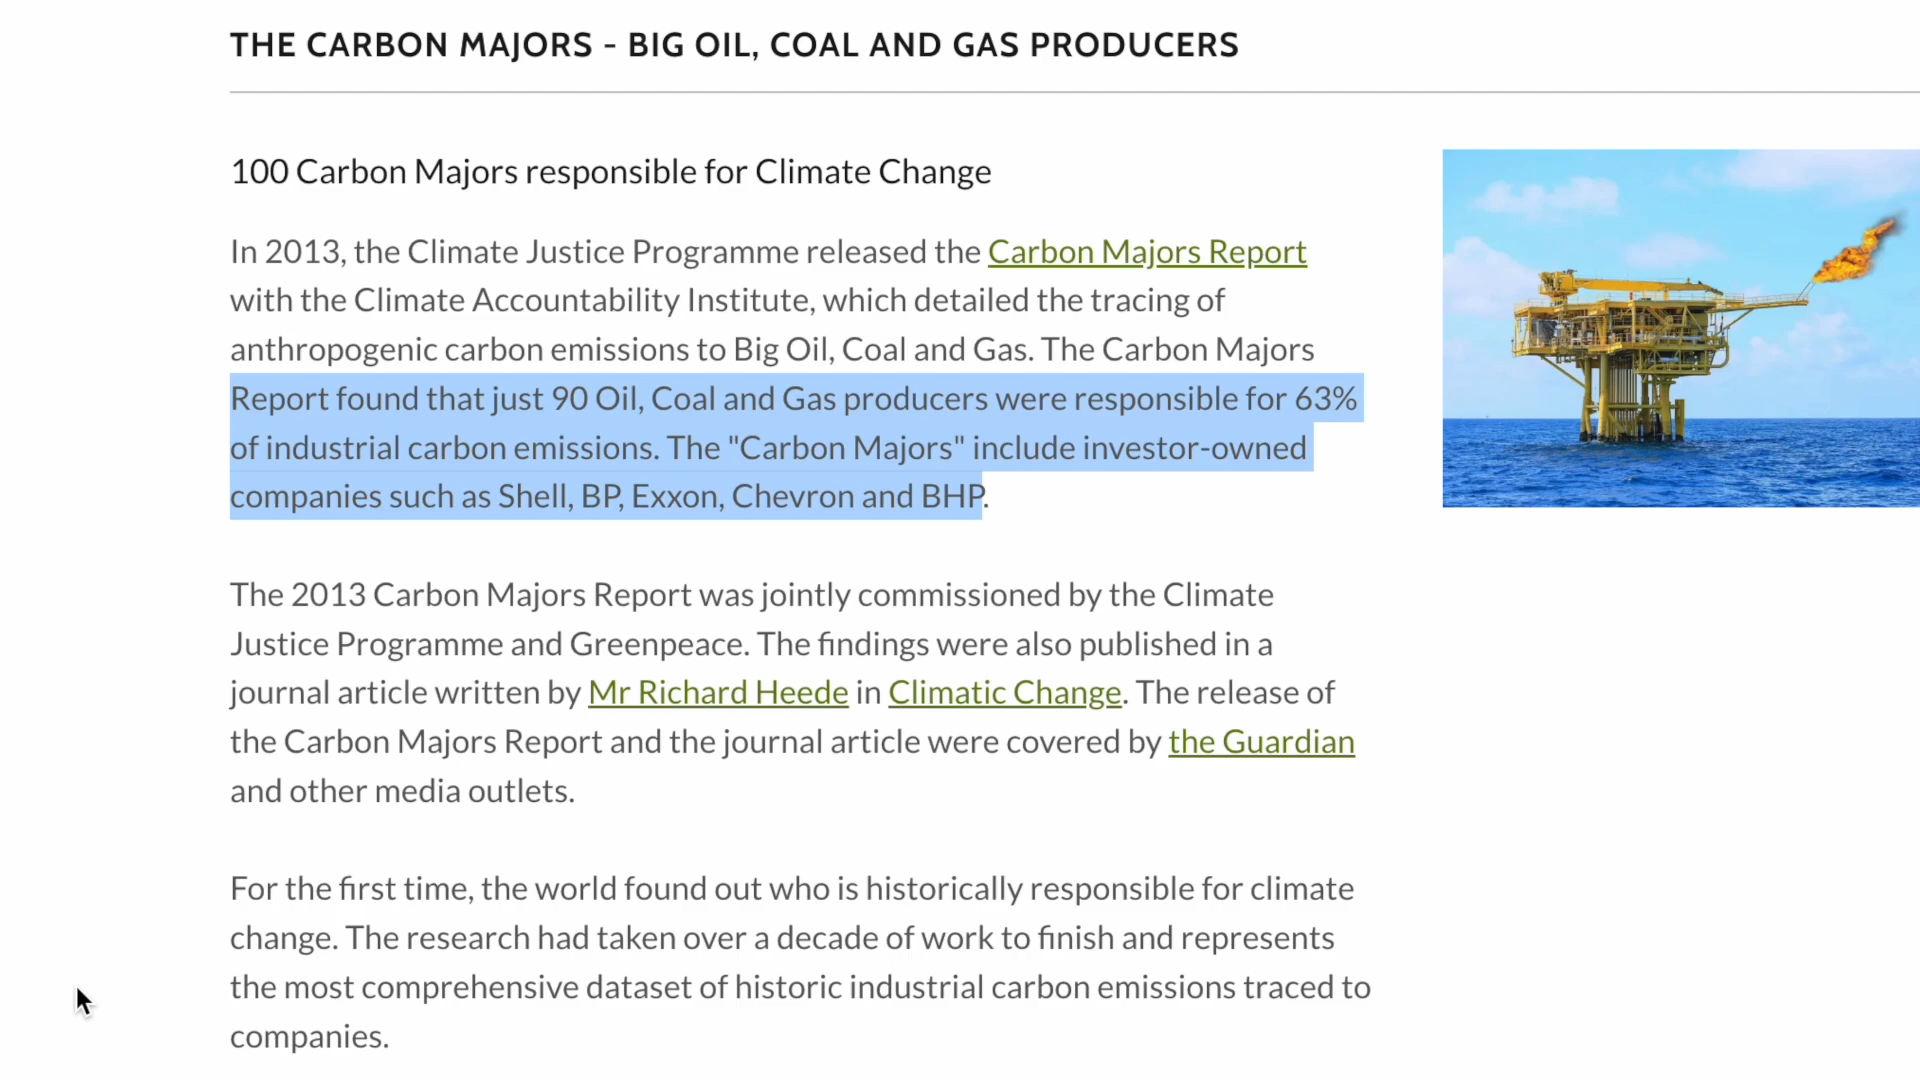 THE CARBON MAJORS - BIG OIL, COAL AND GAS PRODUCERS
100 Carbon Majors responsible for Climate Change
In 2013, the Climate Justice Programme released the Carbon Majors Report
with the Climate Accountability Institute, which detailed the tracing of
anthropogenic carbon emissions to Big Oil, Coal and Gas. The Carbon Majors
Report found that just 90 Oil, Coal and Gas producers were responsible for 63%
of industrial carbon emissions. The "Carbon Majors" include investor-owned
companies such as Shell, BP, Exxon, Chevron and BHP.
The 2013 Carbon Majors Report was jointly commissioned by the Climate
Justice Programme and Greenpeace. The findings were also published in a
journal article written by Mr Richard Heede in Climatic Change. The release of
the Carbon Majors Report and the journal article were covered by the Guardian
and other media outlets.
For the first time, the world found out who is historically responsible for climate
change. The research had taken over a decade of work to finish and represents
the most comprehensive dataset of historic industrial carbon emissions traced to
companies.